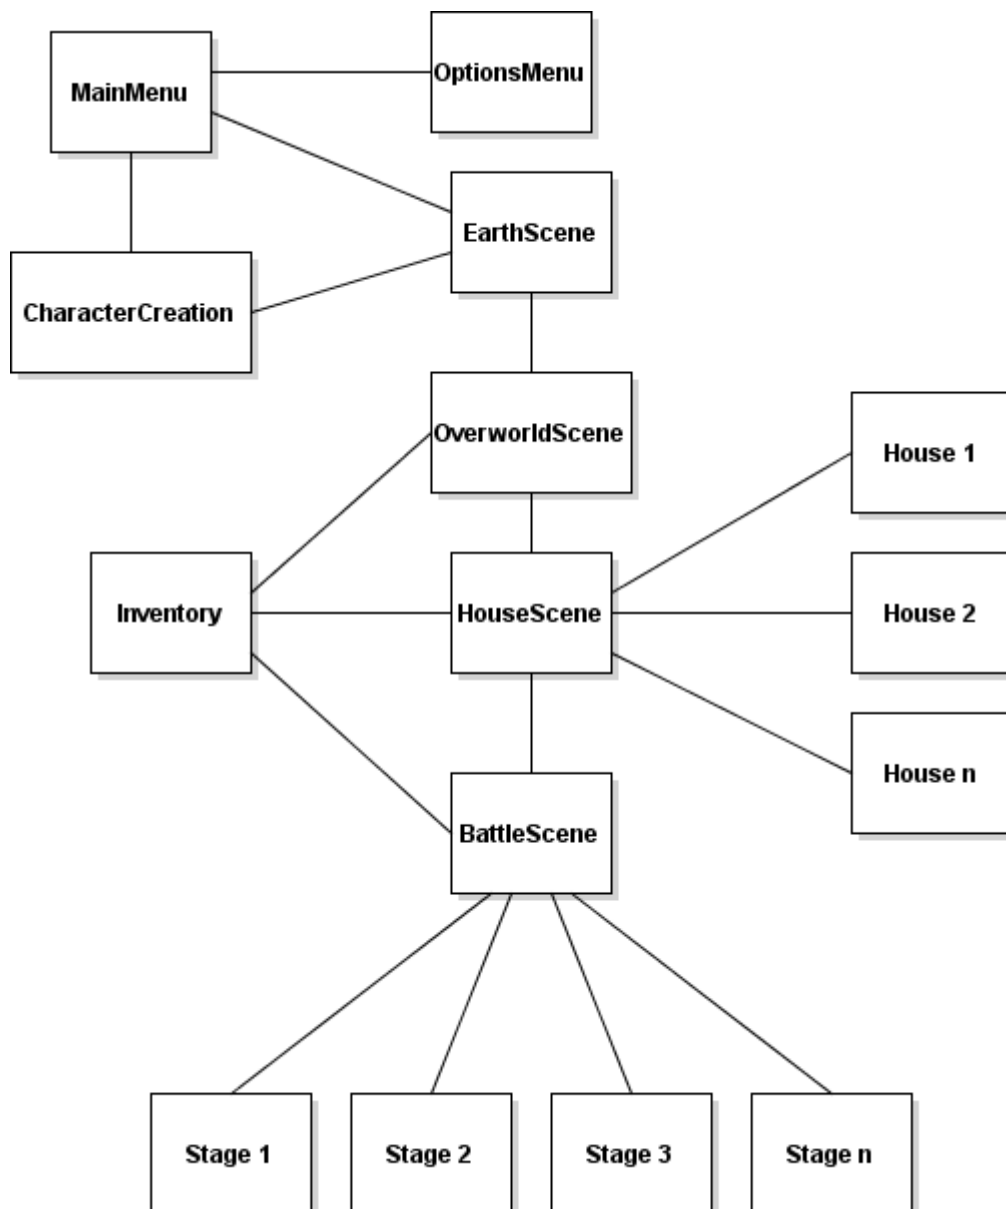 OptionsMenu
MainMenu
EarthScene
CharacterCreation
OverworldScene
House 1
Inventory
HouseScene
House 2
House n
BattleScene
Stage 1
Stage 2
Stage 3
Stage n